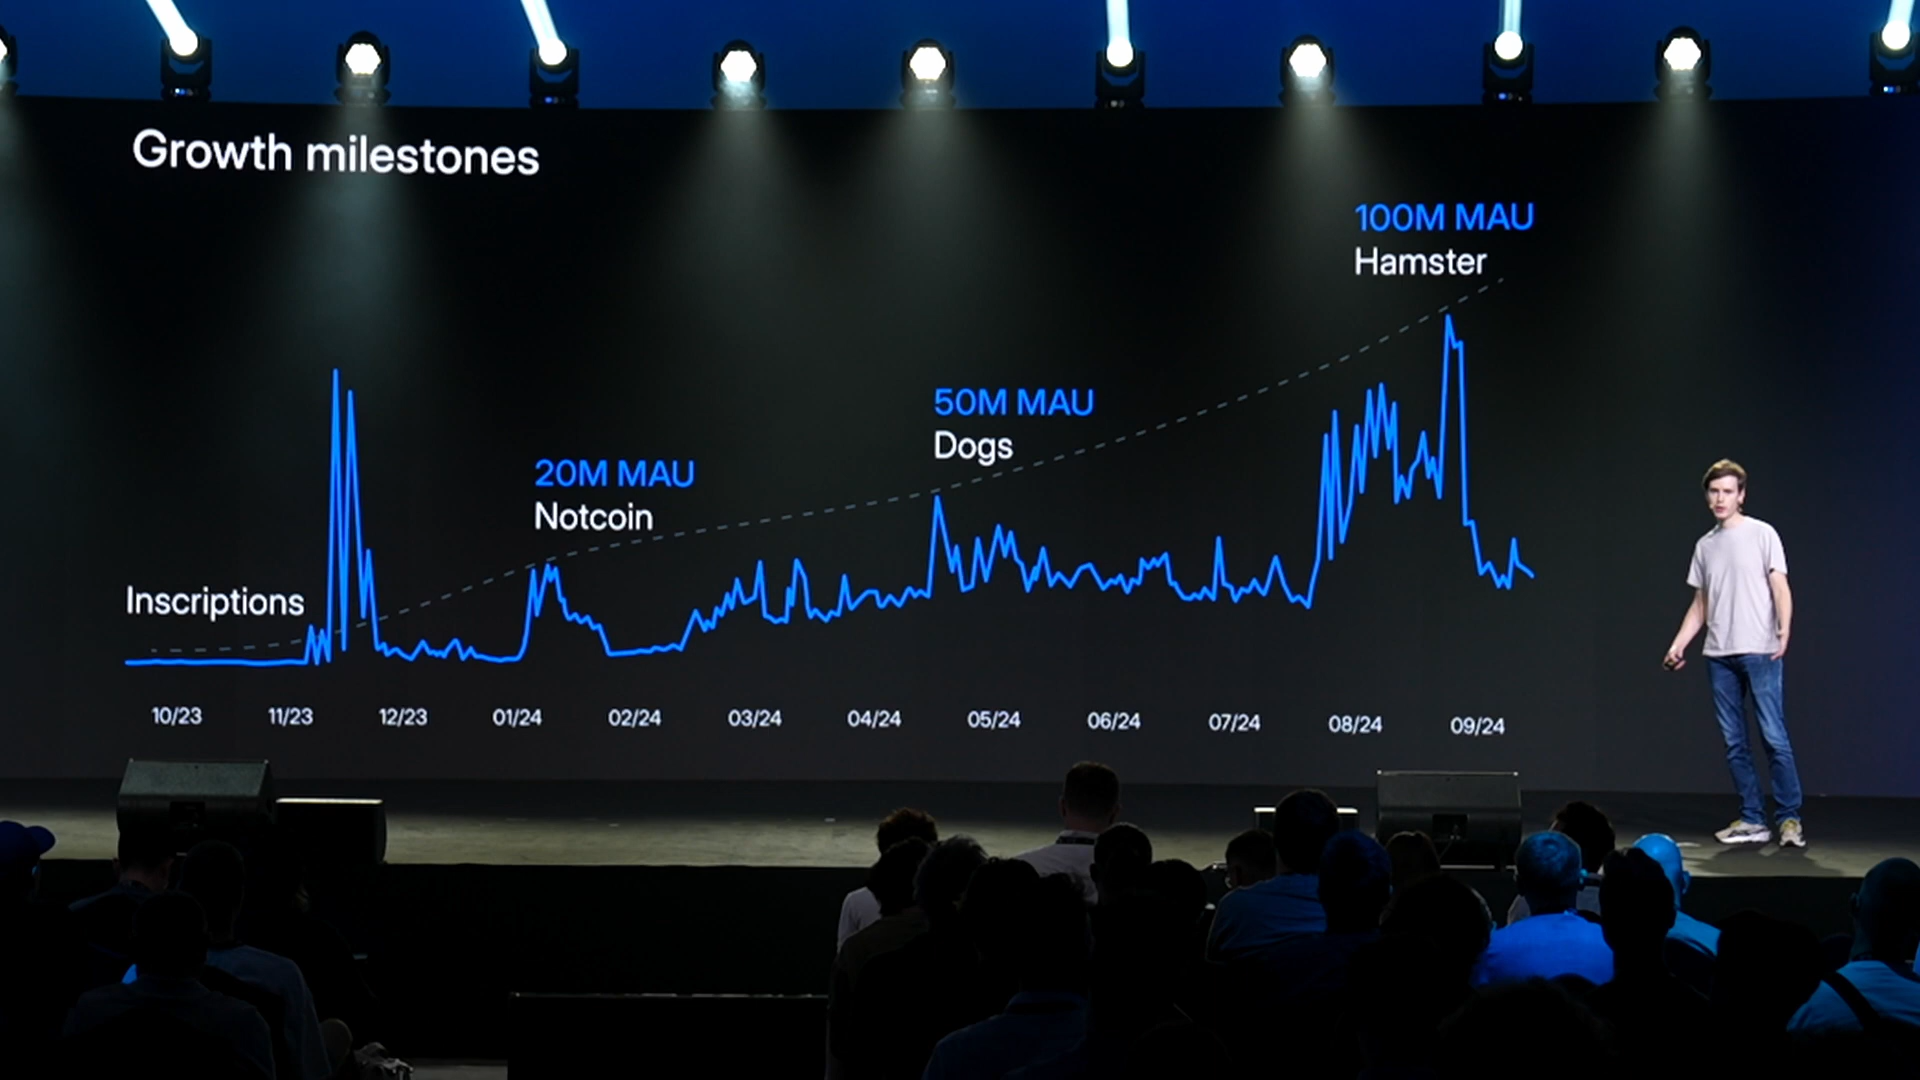 Growth milestones
100M MAU
Hamster
50M MAU
Dogs
20M MAU
Notcoin
Inscriptions
10/23 11/23 12/23 01/24 02/24 03/24 04/24 05/24 06/24 07/24 08/24 09/24